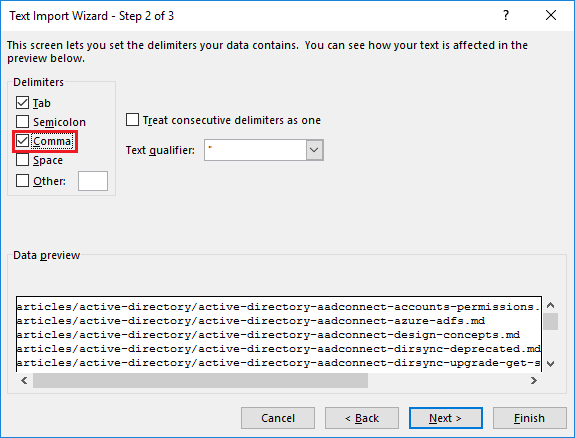 Text Import Wizard - Step 2 of 3
This screen lets you set the delimiters your data contains. You can see how your text is affected in the
preview below.
Delimiters
Tab
Semicolon
Comma
Space
Other:
Treat consecutive delimiters as one
Text qualifier: "
Data preview
articles/active-directory/active-directory-aadconnect-accounts-permissions.
articles/active-directory/active-directory-aadconnect-azure-adfs.md
articles/active-directory/active-directory-aadconnect-design-concepts.md
articles/active-directory/active-directory-aadconnect-dirsync-deprecated.md
articles/active-directory/active-directory-aadconnect-dirsync-upgrade-get-s
Cancel < Back Next > Finish